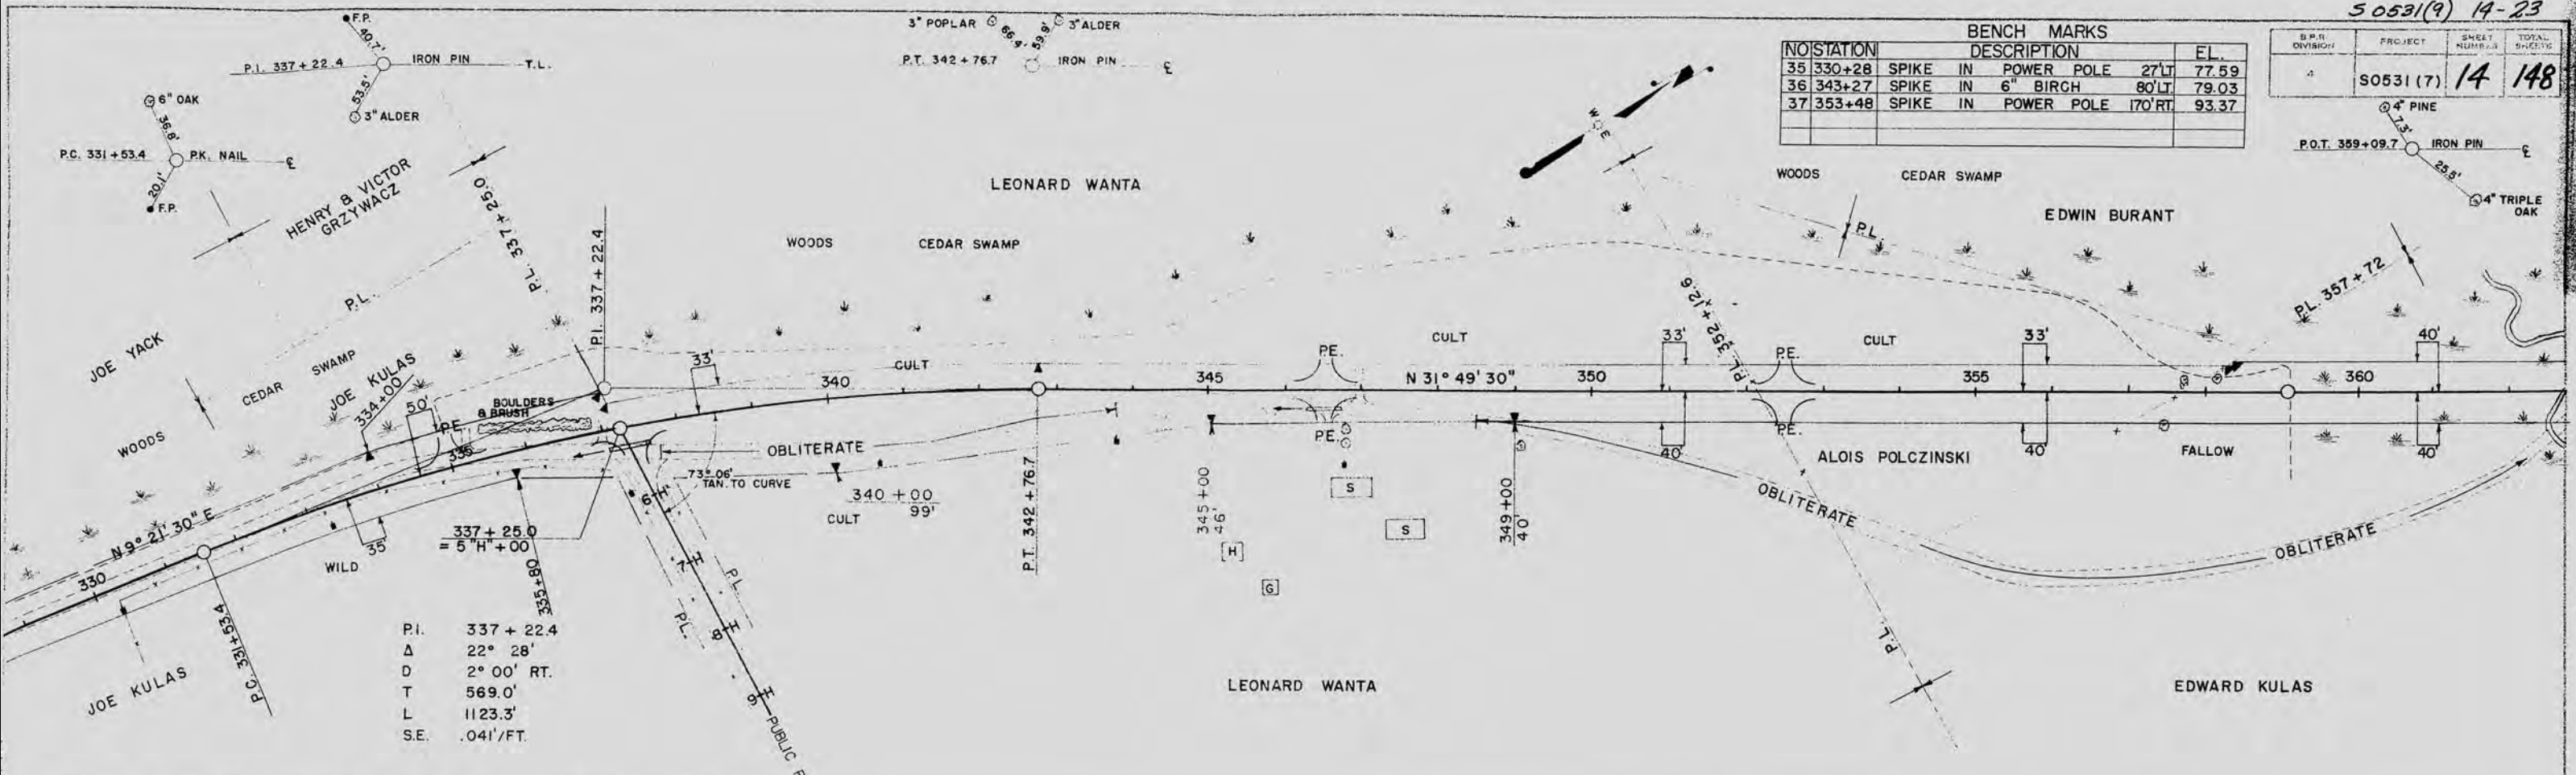 S 0531(9) 14-23
F.P.
40.7'
P.I. 337 + 22.4
IRON PIN
T.L.
53.5'
3" ALDER
6" OAK
36.8'
P.C. 331 + 53.4
P.K. NAIL
℄
20.1'
F.P.
3" POPLAR
66.4'
59.9'
3" ALDER
P.T. 342 + 76.7
IRON PIN
℄
BENCH MARKS
NO STATION DESCRIPTION EL.
35 330+28 SPIKE IN POWER POLE 27'LT 77.59
36 343+27 SPIKE IN 6" BIRCH 80'LT. 79.03
37 353+48 SPIKE IN POWER POLE 170'RT. 93.37
B.P.R. DIVISION
PROJECT
SHEET NUMBER
TOTAL SHEETS
4
S0531 (7)
14
148
4" PINE
7.3'
P.O.T. 359+09.7
IRON PIN
℄
25.5'
4" TRIPLE
OAK
W
E
HENRY & VICTOR
GRZYWACZ
P.L. 337 + 25.0
P.I. 337 + 22.4
LEONARD WANTA
WOODS
CEDAR SWAMP
WOODS
CEDAR SWAMP
EDWIN BURANT
P.L.
P.L. 357 + 72
P.L.
JOE YACK
CEDAR SWAMP
WOODS
JOE KULAS
334+00
50'
P.E.
BOULDERS
& BRUSH
33'
CULT
340
345
P.E.
P.E.
CULT
N 31° 49' 30"
33'
350
P.L. 352 + 12.6
P.E.
P.E.
CULT
355
33'
360
40'
40'
40'
40'
ALOIS POLCZINSKI
FALLOW
335
OBLITERATE
73° 06'
TAN. TO CURVE
340 + 00
99'
CULT
P.T. 342 + 76.7
345 + 00
46'
S
S
H
G
349 + 00
40'
OBLITERATE
OBLITERATE
N 9° 21' 30" E
330
35'
WILD
337 + 25.0
= 5 "H" + 00
335 + 80
6-"H"
7-H
8-H
9-H
P.L.
P.L.
PUBLIC
P.L.
JOE KULAS
P.C. 331 + 53.4
P.I. 337 + 22.4
Δ 22° 28'
D 2° 00' RT.
T 569.0'
L 1123.3'
S.E. .041'/FT.
LEONARD WANTA
EDWARD KULAS